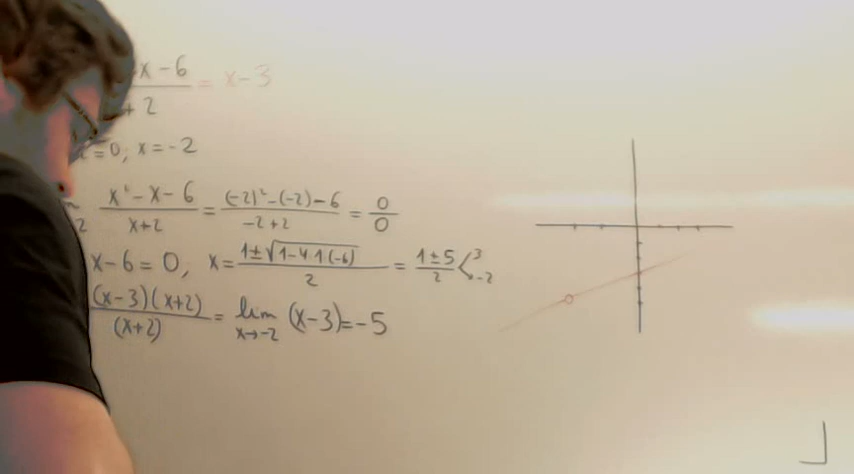 x-6/+2 = x-3
=0; x=-2
x²-x-6/x+2 = (-2)²-(-2)-6/-2+2 = 0/0
x-6=0, x= 1±√1-4·1(-6)/2 = 1±5/2 < 3 -2
(x-3)(x+2)/(x+2) = lim x→-2 (x-3)=-5